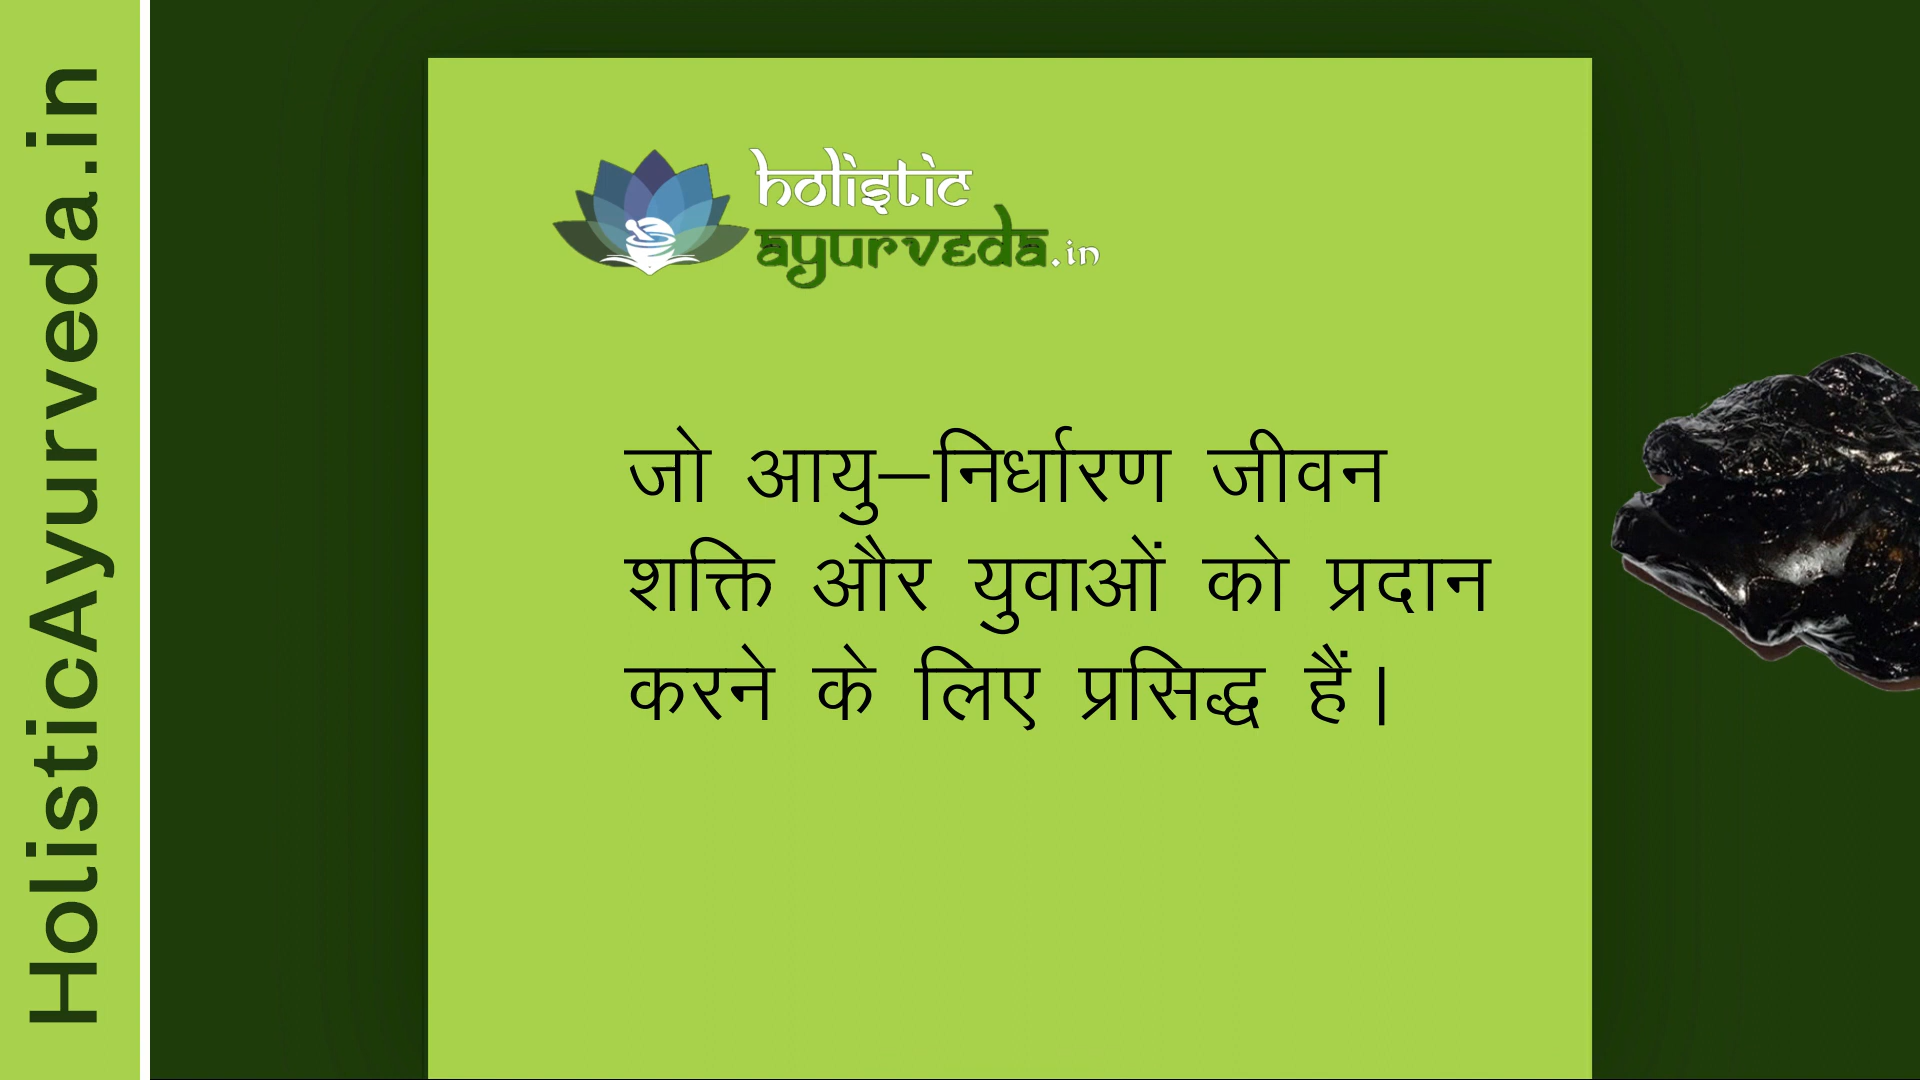 HolisticAyurveda.in
holistic
ayurveda.in
जो आयु–निर्धारण जीवन
शक्ति और युवाओं को प्रदान
करने के लिए प्रसिद्ध हैं।